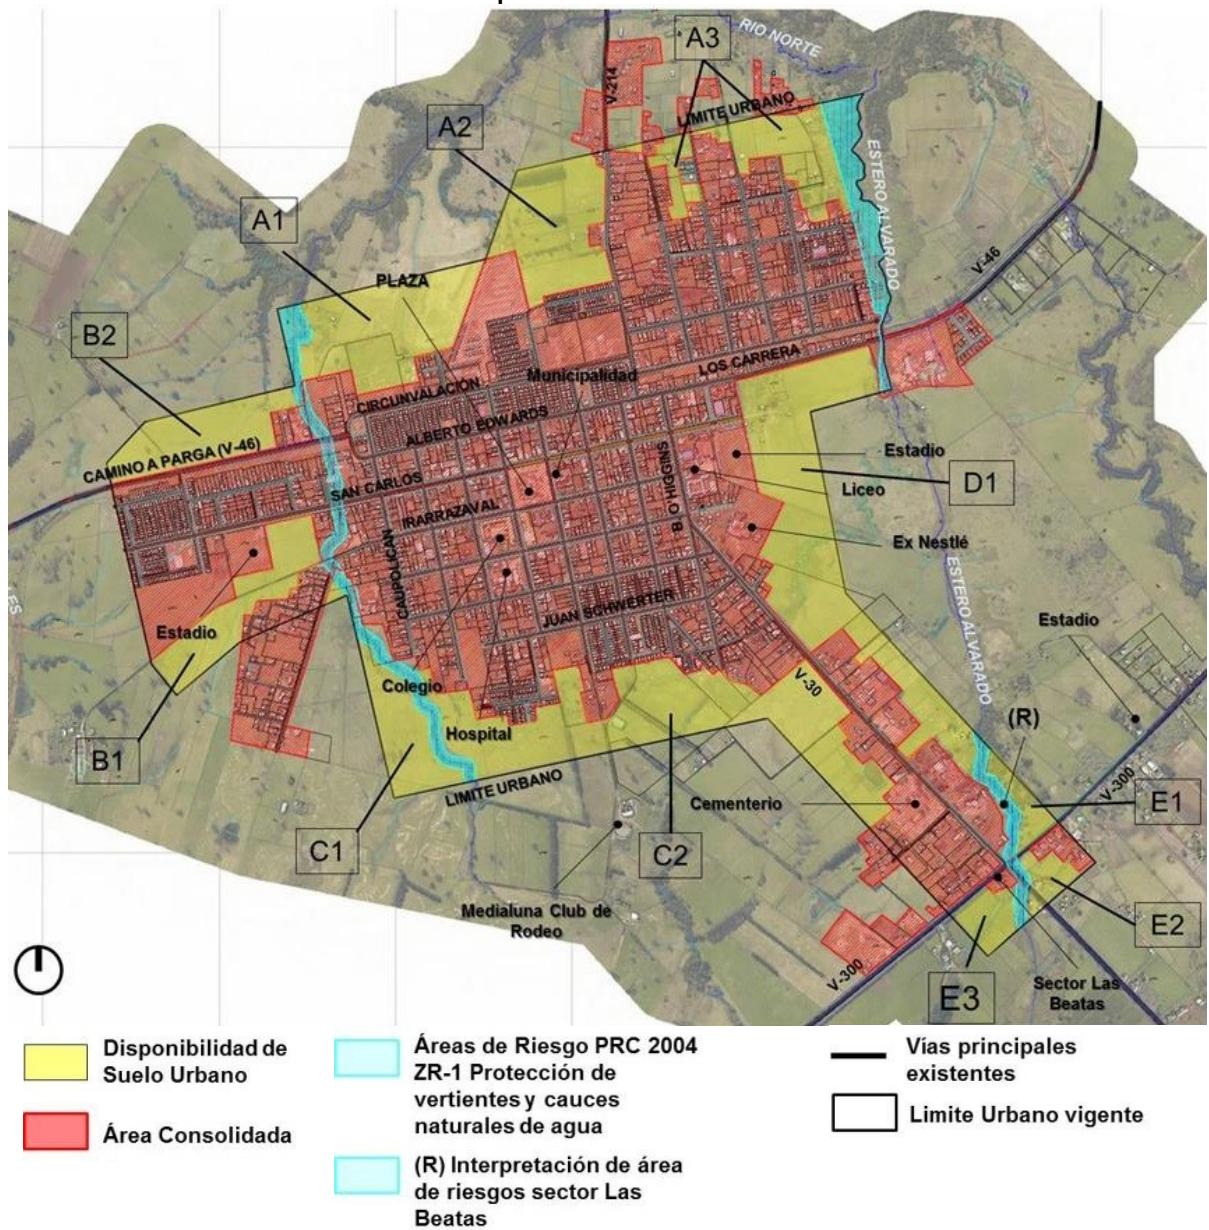 RIO NORTE
A3
V-214
LIMITE URBANO
A2
ESTERO ALVARADO
A1
V-46
PLAZA
B2
LOS CARRERA
CIRCUNVALACIÓN
Municipalidad
ALBERTO EDWARDS
CAMINO A PARGA (V-46)
Estadio
SAN CARLOS
B. O'HIGGINS
D1
Liceo
IRARRAZAVAL
Ex Nestlé
CAUPOLICAN
ESTERO ALVARADO
JUAN SCHWERTER
Estadio
Estadio
Colegio
V-30
(R)
Hospital
B1
LIMITE URBANO
V-300
Cementerio
E1
C1
C2
Medialuna Club de
Rodeo
E2
V-300
E3
Sector Las
Beatas
Disponibilidad de
Suelo Urbano
Área Consolidada
Áreas de Riesgo PRC 2004
ZR-1 Protección de
vertientes y cauces
naturales de agua
(R) Interpretación de área
de riesgos sector Las
Beatas
Vías principales
existentes
Limite Urbano vigente